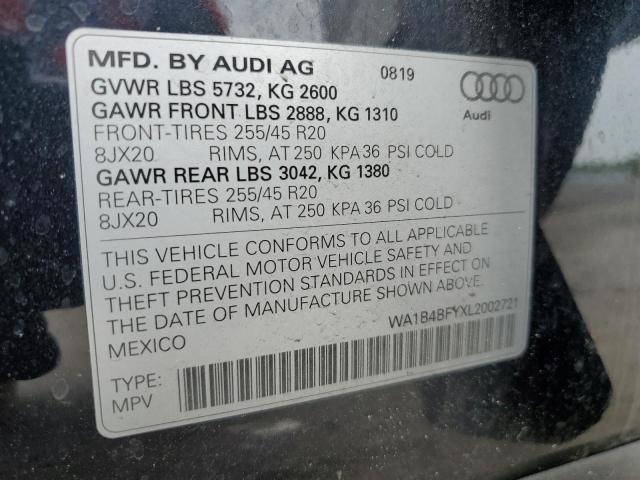 MFD. BY AUDI AG 0819
GVWR LBS 5732, KG 2600
GAWR FRONT LBS 2888, KG 1310
Audi
FRONT-TIRES 255/45 R20
8JX20 RIMS, AT 250 KPA 36 PSI COLD
GAWR REAR LBS 3042, KG 1380
REAR-TIRES 255/45 R20
8JX20 RIMS, AT 250 KPA 36 PSI COLD
THIS VEHICLE CONFORMS TO ALL APPLICABLE
U.S. FEDERAL MOTOR VEHICLE SAFETY AND
THEFT PREVENTION STANDARDS IN EFFECT ON
THE DATE OF MANUFACTURE SHOWN ABOVE.
MEXICO WA1B4BFYXL2002721
TYPE:
MPV